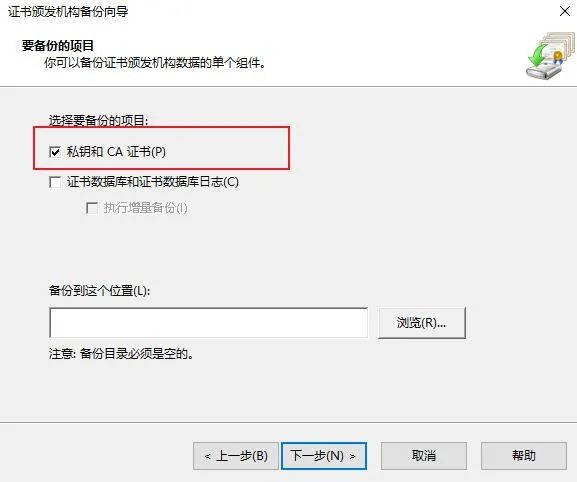 证书颁发机构备份向导
要备份的项目
你可以备份证书颁发机构数据的单个组件。
选择要备份的项目:
私钥和 CA 证书(P)
证书数据库和证书数据库日志(C)
执行增量备份(I)
备份到这个位置(L):
浏览(R)...
注意: 备份目录必须是空的。
< 上一步(B) 下一步(N) > 取消 帮助